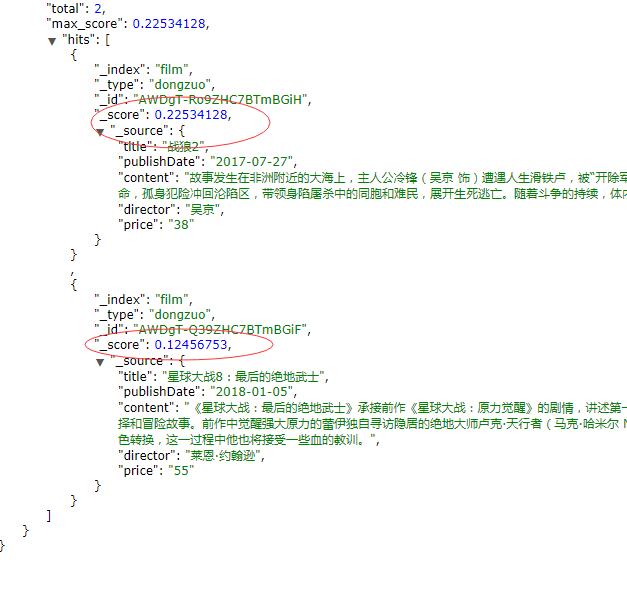 "total": 2,
"max_score": 0.22534128,
"hits": [
{
"_index": "film",
"_type": "dongzuo",
"_id": "AWDgT-Ro9ZHC7BTmBGiH",
"_score": 0.22534128,
"_source": {
"title": "战狼2",
"publishDate": "2017-07-27",
"content": "故事发生在非洲附近的大海上，主人公冷锋（吴京 饰）遭遇人生滑铁卢，被“开除军
命，孤身犯险冲回沦陷区，带领身陷屠杀中的同胞和难民，展开生死逃亡。随着斗争的持续，体内
"director": "吴京",
"price": "38"
}
}
,
{
"_index": "film",
"_type": "dongzuo",
"_id": "AWDgT-Q39ZHC7BTmBGiF",
"_score": 0.12456753,
"_source": {
"title": "星球大战8：最后的绝地武士",
"publishDate": "2018-01-05",
"content": "《星球大战：最后的绝地武士》承接前作《星球大战：原力觉醒》的剧情，讲述第一
择和冒险故事。前作中觉醒强大原力的蕾伊独自寻访隐居的绝地大师卢克·天行者（马克·哈米尔
色转换，这一过程中他也将接受一些血的教训。",
"director": "莱恩·约翰逊",
"price": "55"
}
}
]
}
}